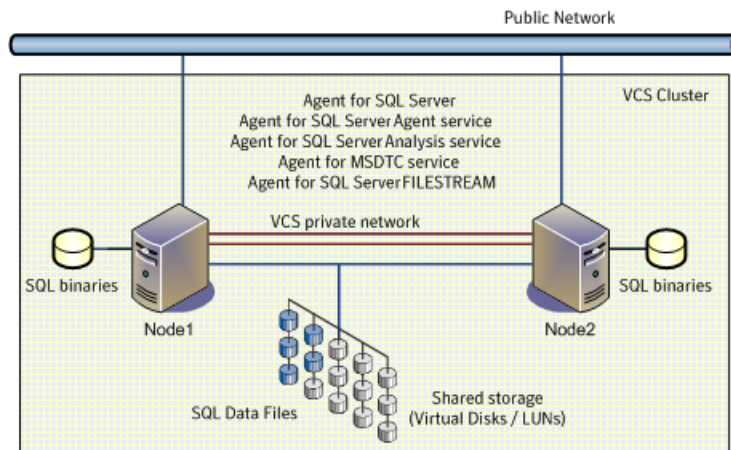 Public Network
VCS Cluster
Agent for SQL Server
Agent for SQL Server Agent service
Agent for SQL Server Analysis service
Agent for MSDTC service
Agent for SQL Server FILESTREAM
VCS private network
SQL binaries
SQL binaries
Node1
Node2
SQL Data Files
Shared storage
(Virtual Disks / LUNs)